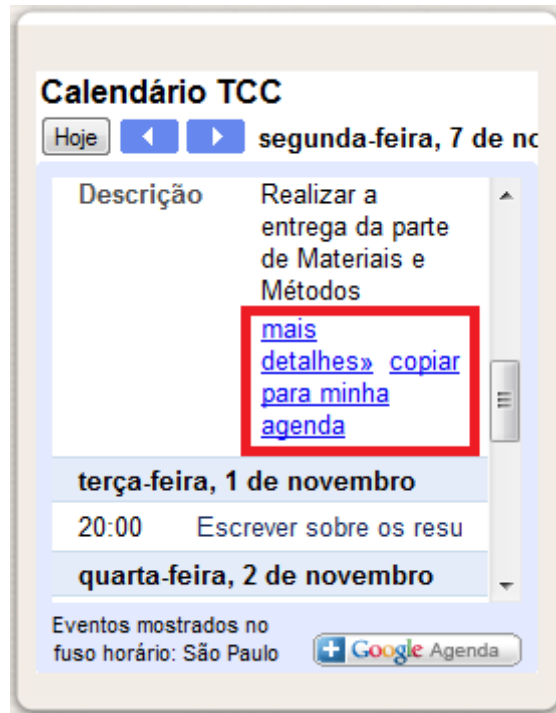 Calendário TCC
Hoje segunda-feira, 7 de no
Descrição Realizar a
entrega da parte
de Materiais e
Métodos
mais
detalhes» copiar
para minha
agenda
terça-feira, 1 de novembro
20:00 Escrever sobre os resu
quarta-feira, 2 de novembro
Eventos mostrados no
fuso horário: São Paulo Google Agenda